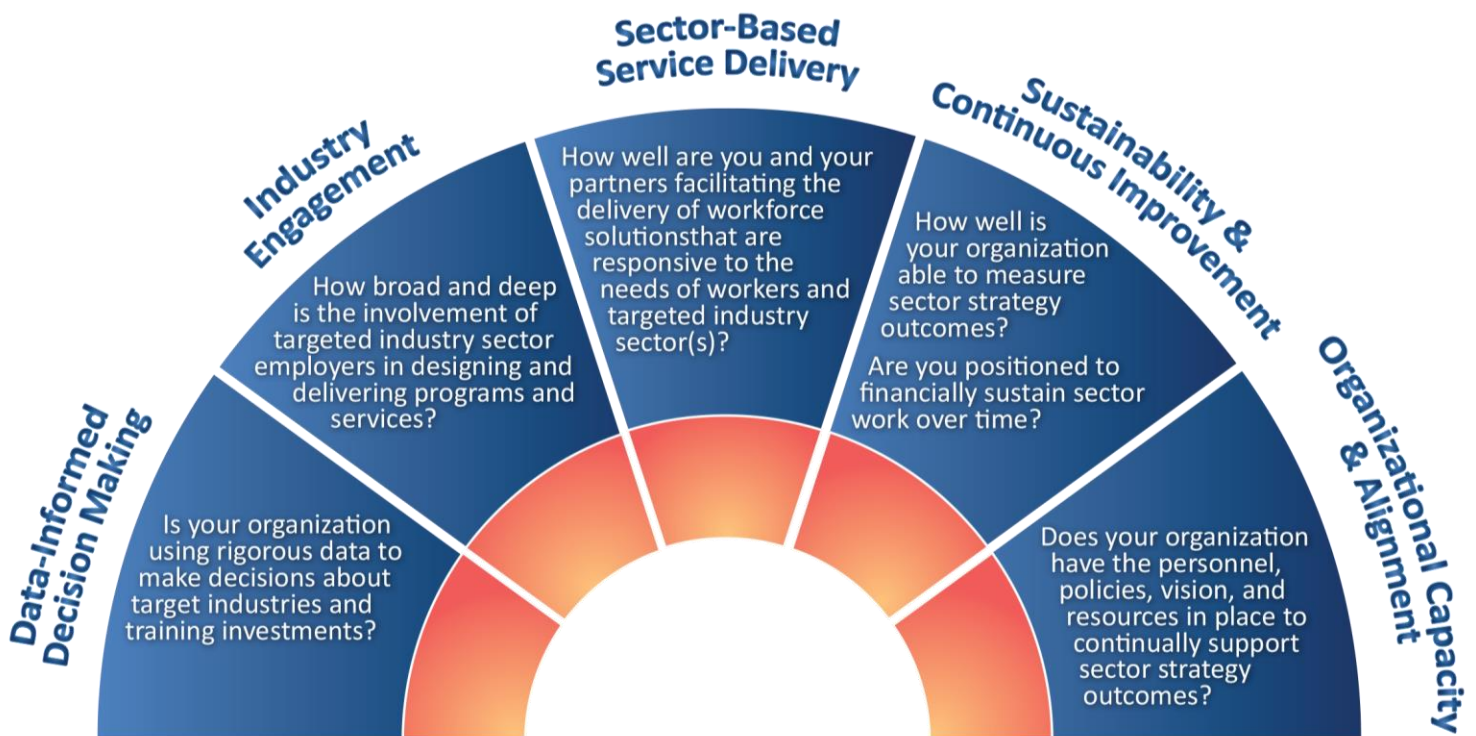 Data-Informed
Decision Making
Is your organization
using rigorous data to
make decisions about
target industries and
training investments?
Industry
Engagement
How broad and deep
is the involvement of
targeted industry sector
employers in designing and
delivering programs and
services?
Sector-Based
Service Delivery
How well are you and your
partners facilitating the
delivery of workforce
solutionsthat are
responsive to the
needs of workers and
targeted industry
sector(s)?
Sustainability &
Continuous Improvement
How well is
your organization
able to measure
sector strategy
outcomes?
Are you positioned to
financially sustain sector
work over time?
Organizational Capacity
& Alignment
Does your organization
have the personnel,
policies, vision, and
resources in place to
continually support
sector strategy
outcomes?